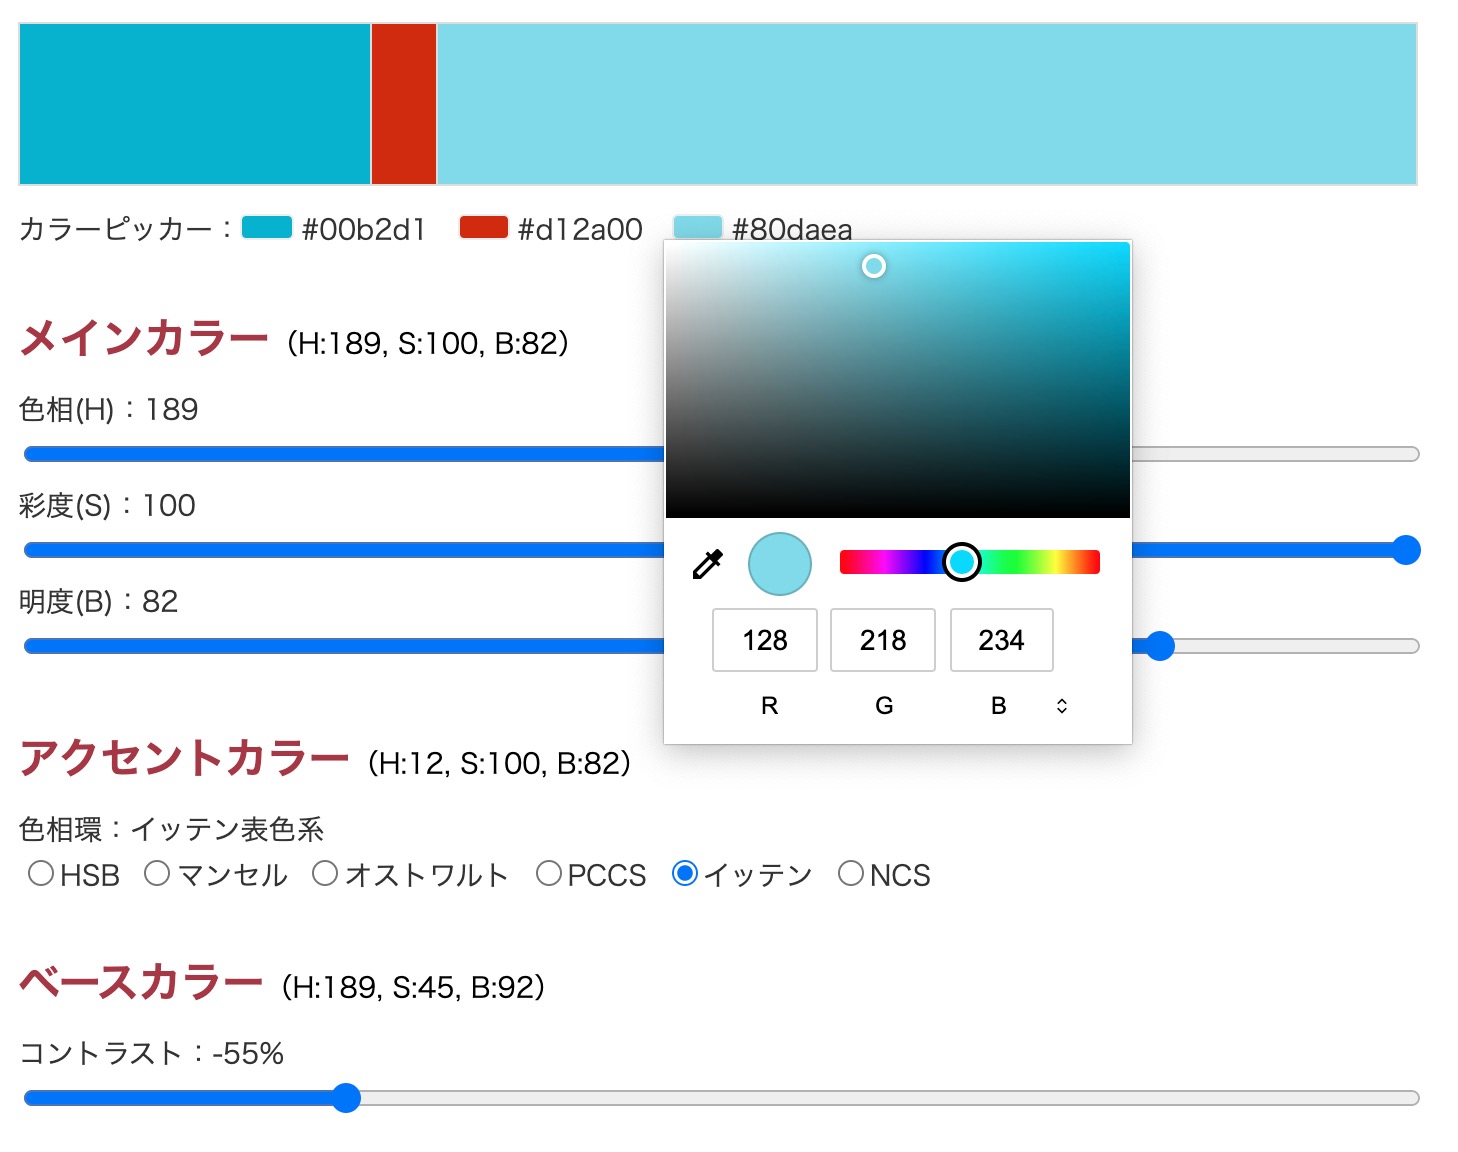 カラーピッカー：#00b2d1 #d12a00 #80daea
メインカラー（H:189, S:100, B:82）
色相(H)：189
彩度(S)：100
明度(B)：82
128 218 234
R G B
アクセントカラー（H:12, S:100, B:82）
色相環：イッテン表色系
HSB マンセル オストワルト PCCS イッテン NCS
ベースカラー（H:189, S:45, B:92）
コントラスト：-55%